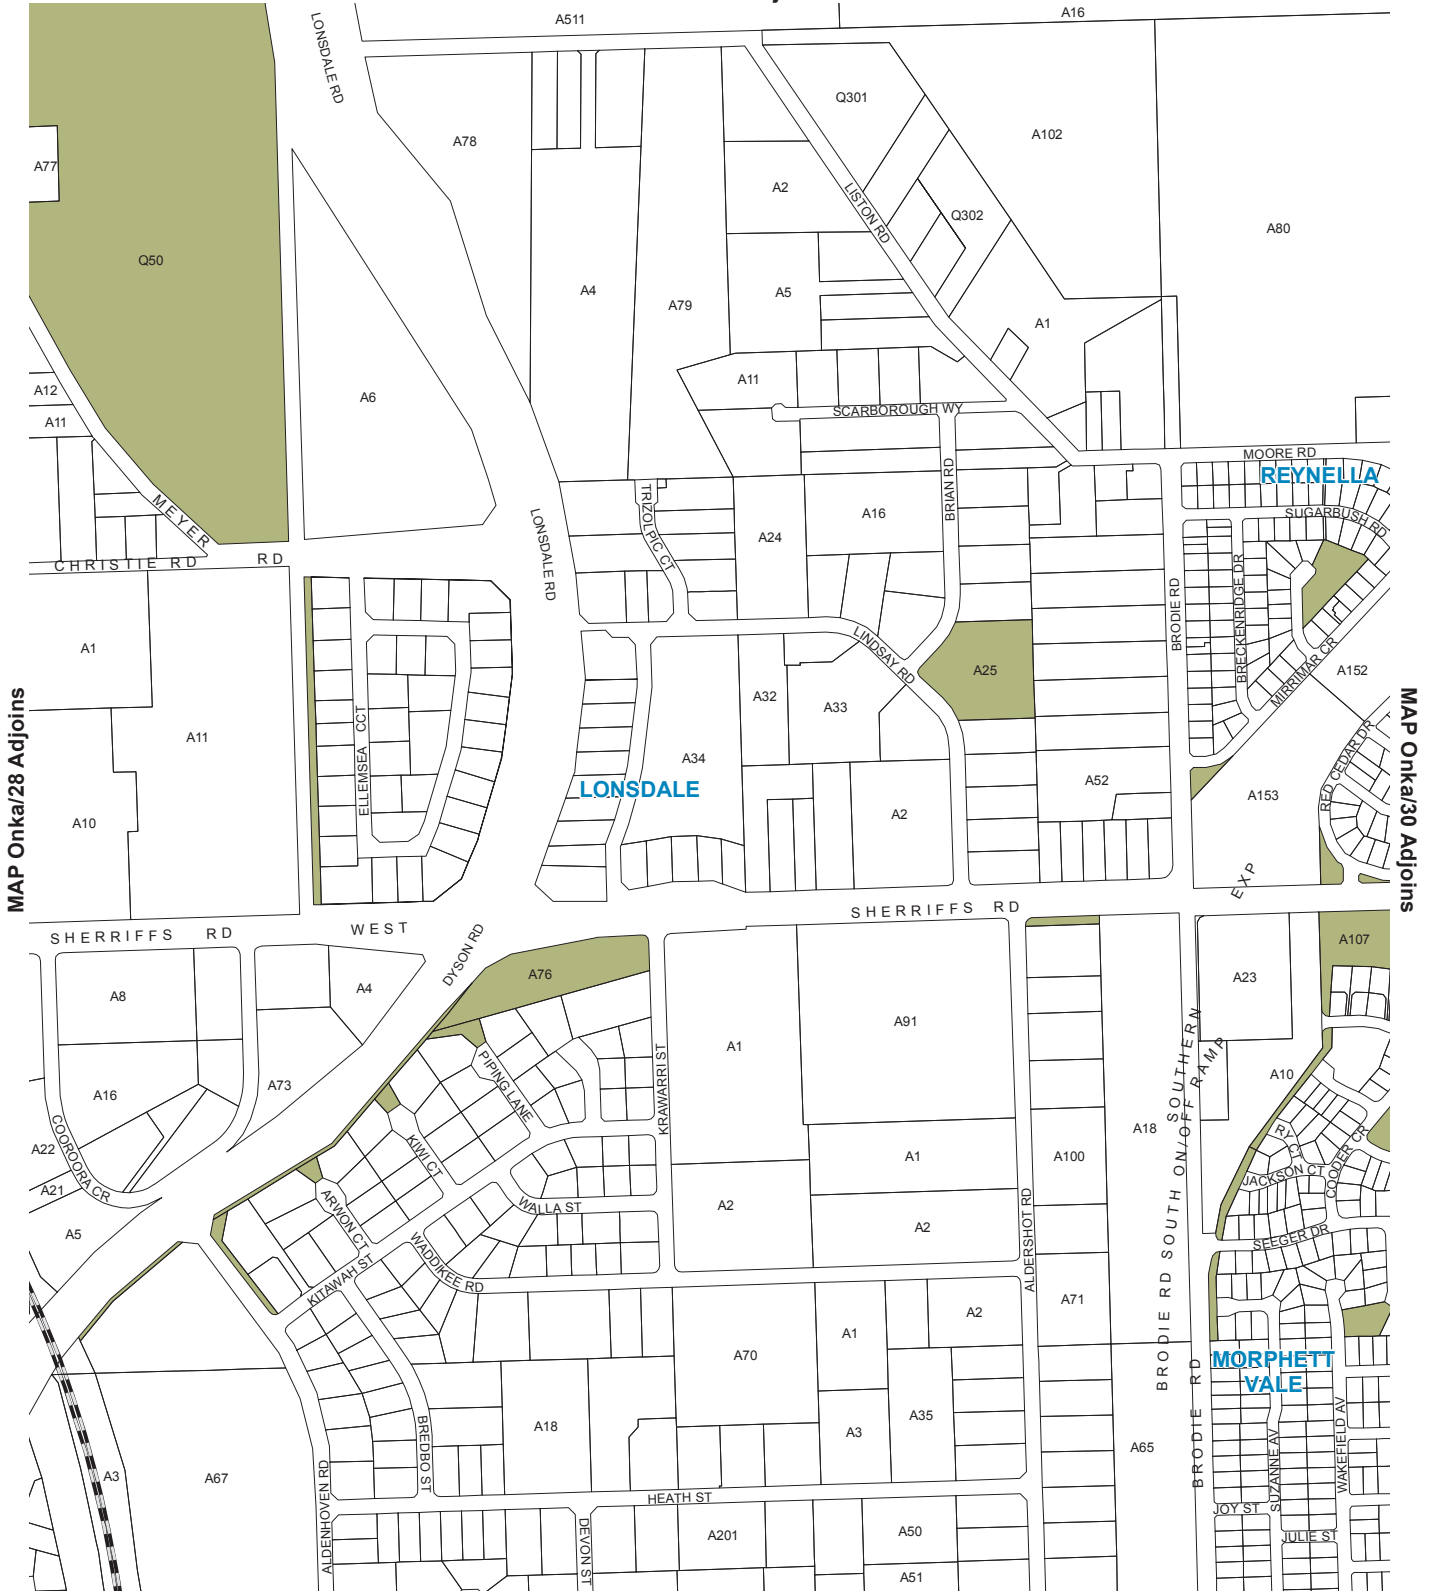 A511
A16
LONSDALE RD
Q301
A102
A78
A77
A2
LISTON RD
Q302
A80
Q50
A4
A79
A5
A1
A12
A11
A6
A11
SCARBOROUGH WY
MOORE RD
REYNELLA
MEYER RD
TRIZOLPIC CT
BRIAN RD
A16
SUGARBUSH RD
LONSDALE RD
A24
CHRISTIE RD
BRECKENRIDGE DR
BRODIE RD
A1
LINDSAY RD
A25
MIRRIMAR CR
A152
A32
A33
MAP Onka/28 Adjoins
MAP Onka/30 Adjoins
A11
ELLEMSEA CCT
A34
RED CEDAR DR
LONSDALE
A52
A153
A10
A2
EXP
SHERRIFFS RD
SHERRIFFS RD
WEST
DYSON RD
A107
A76
A23
A8
A4
A91
A1
SOUTHERN
PIPING LANE
KRAWARRI ST
A10
A73
A16
BRODIE RD SOUTH ON/OFF RAMP
A18
COOROORA CR
A22
KIWI CT
A1
A100
RY CT
COODER CR
JACKSON CT
A21
ARWON CT
WALLA ST
A2
A2
ALDERSHOT RD
A5
WADDIKEE RD
SEEGER DR
KITAWAH ST
A71
A2
A1
A70
MORPHETT
VALE
BREDBO ST
A18
A35
A3
BRODIE RD
A65
SUZANNE AV
WAKEFIELD AV
A3
A67
ALDENHOVEN RD
HEATH ST
JOY ST
DEVON ST
A201
A50
JULIE ST
A51